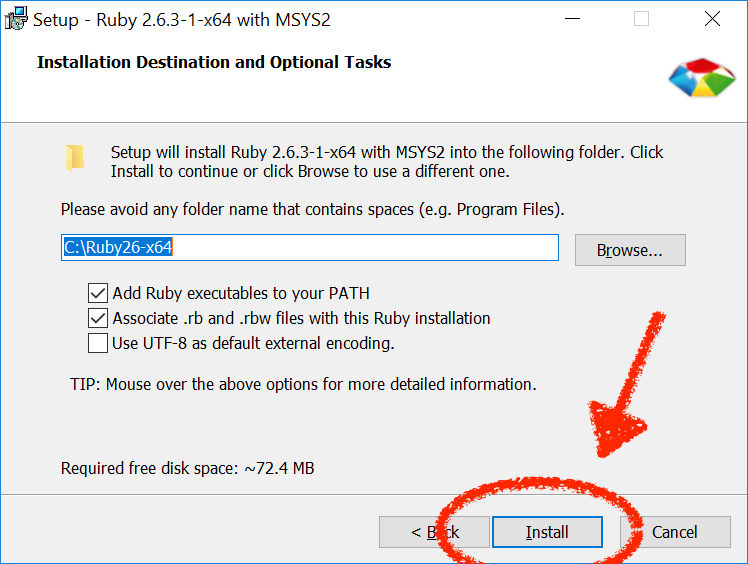 Setup - Ruby 2.6.3-1-x64 with MSYS2
Installation Destination and Optional Tasks
Setup will install Ruby 2.6.3-1-x64 with MSYS2 into the following folder. Click
Install to continue or click Browse to use a different one.
Please avoid any folder name that contains spaces (e.g. Program Files).
C:\Ruby26-x64
Browse...
Add Ruby executables to your PATH
Associate .rb and .rbw files with this Ruby installation
Use UTF-8 as default external encoding.
TIP: Mouse over the above options for more detailed information.
Required free disk space: ~72.4 MB
< Back
Install
Cancel